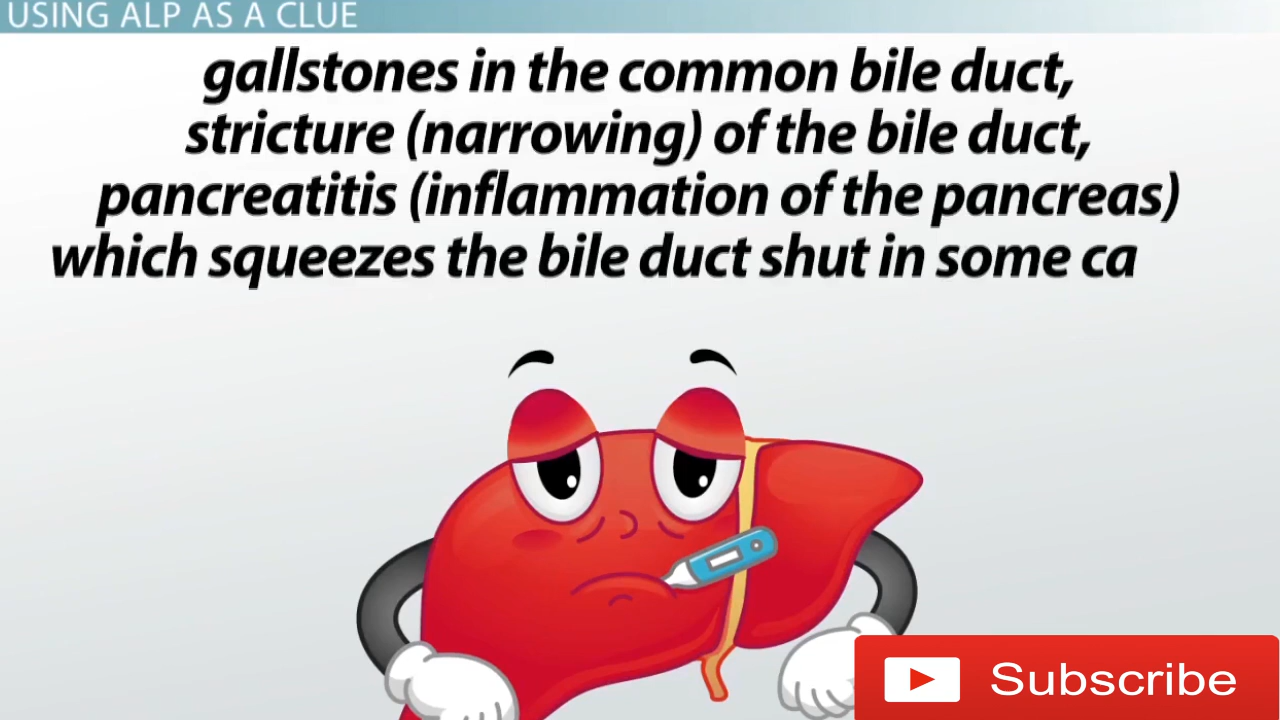 USING ALP AS A CLUE
gallstones in the common bile duct,
stricture (narrowing) of the bile duct,
pancreatitis (inflammation of the pancreas)
which squeezes the bile duct shut in some ca
Subscribe